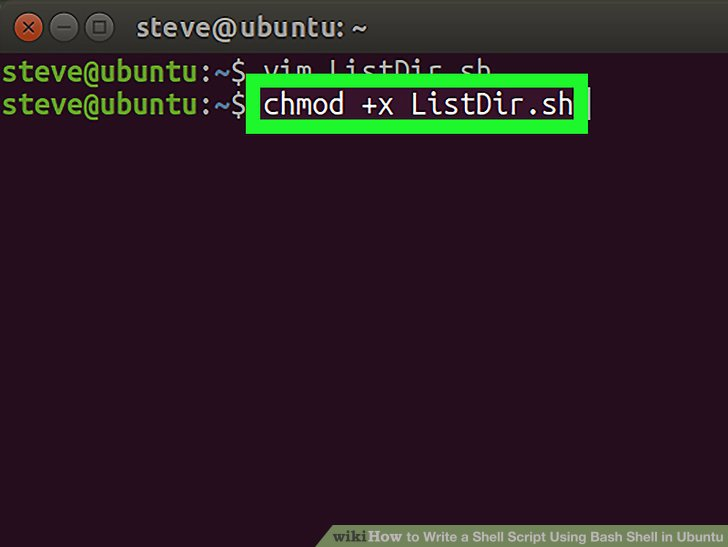 steve@ubuntu: ~
steve@ubuntu:~$ vim ListDir.sh
steve@ubuntu:~$ chmod +x ListDir.sh
wikiHow to Write a Shell Script Using Bash Shell in Ubuntu